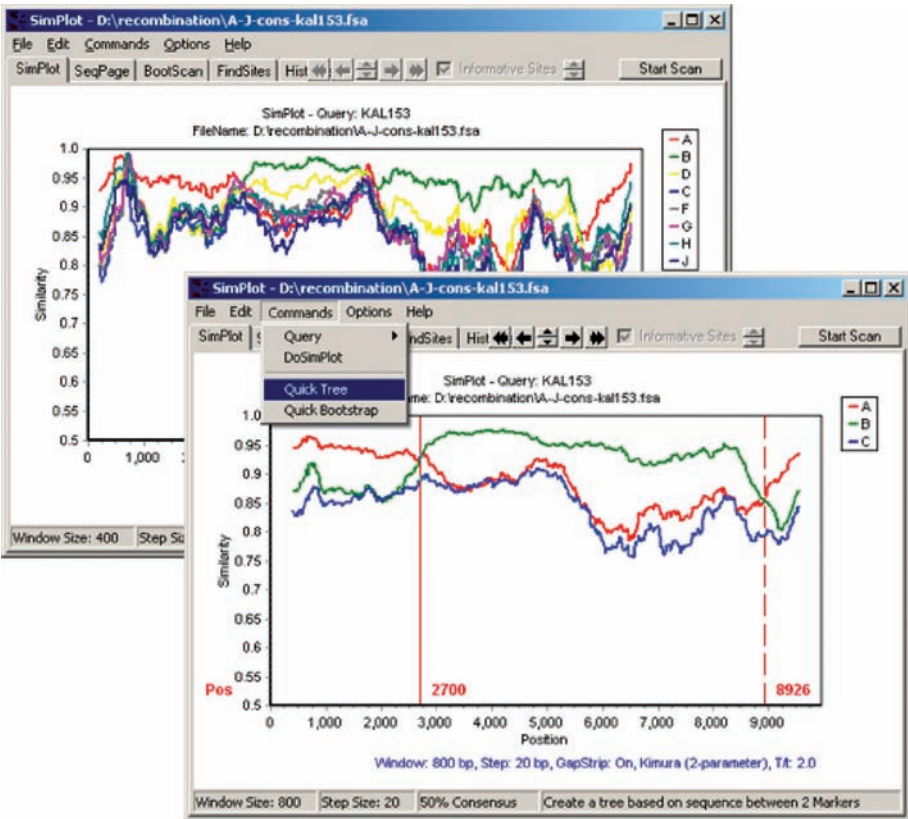 SimPlot - D:\recombination\A-J-cons-kal153.fsa
File Edit Commands Options Help
SimPlot SeqPage BootScan FindSites Hist Informative Sites Start Scan
SimPlot - Query: KAL153
FileName: D:\recombination\A-J-cons-kal153.fsa
A
B
D
C
F
G
H
J
1.0
0.95
0.9
0.85
0.8
0.75
0.7
0.65
0.6
0.55
0.5
Similarity
0 1,000
Window Size: 400 Step
SimPlot - D:\recombination\A-J-cons-kal153.fsa
File Edit Commands Options Help
SimPlot ndSites Hist Informative Sites Start Scan
Query
DoSimPlot
Quick Tree
Quick Bootstrap
SimPlot - Query: KAL153
me: D:\recombination\A-J-cons-kal153.fsa
A
B
C
1.0
0.95
0.9
0.85
0.8
0.75
0.7
0.65
0.6
0.55
0.5
Similarity
Pos 2700 8926
0 1,000 2,000 3,000 4,000 5,000 6,000 7,000 8,000 9,000
Position
Window: 800 bp, Step: 20 bp, GapStrip: On, Kimura (2-parameter), T/t: 2.0
Window Size: 800 Step Size: 20 50% Consensus Create a tree based on sequence between 2 Markers